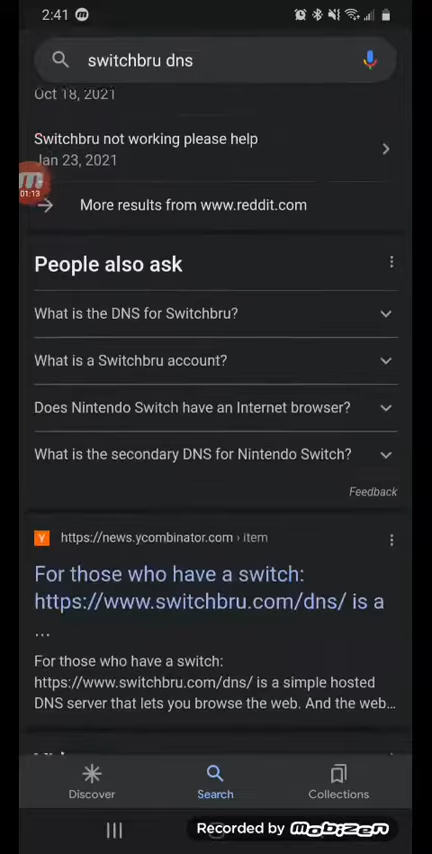 2:41
switchbru dns
Oct 18, 2021
Switchbru not working please help
Jan 23, 2021
01:13
More results from www.reddit.com
People also ask
What is the DNS for Switchbru?
What is a Switchbru account?
Does Nintendo Switch have an Internet browser?
What is the secondary DNS for Nintendo Switch?
Feedback
https://news.ycombinator.com › item
For those who have a switch:
https://www.switchbru.com/dns/ is a
...
For those who have a switch:
https://www.switchbru.com/dns/ is a simple hosted
DNS server that lets you browse the web. And the web...
Discover
Search
Collections
Recorded by mobizen